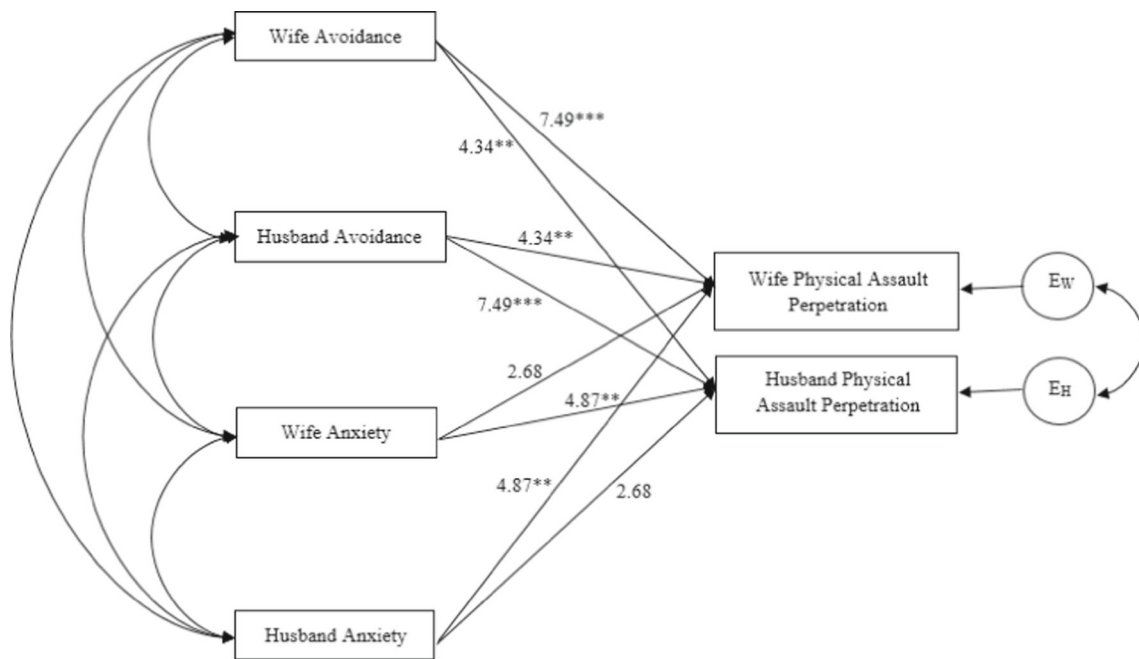 Wife Avoidance
7.49***
4.34**
Husband Avoidance
4.34**
Wife Physical Assault
Perpetration
EW
7.49***
2.68
Husband Physical
Assault Perpetration
EH
4.87**
Wife Anxiety
4.87**
2.68
Husband Anxiety